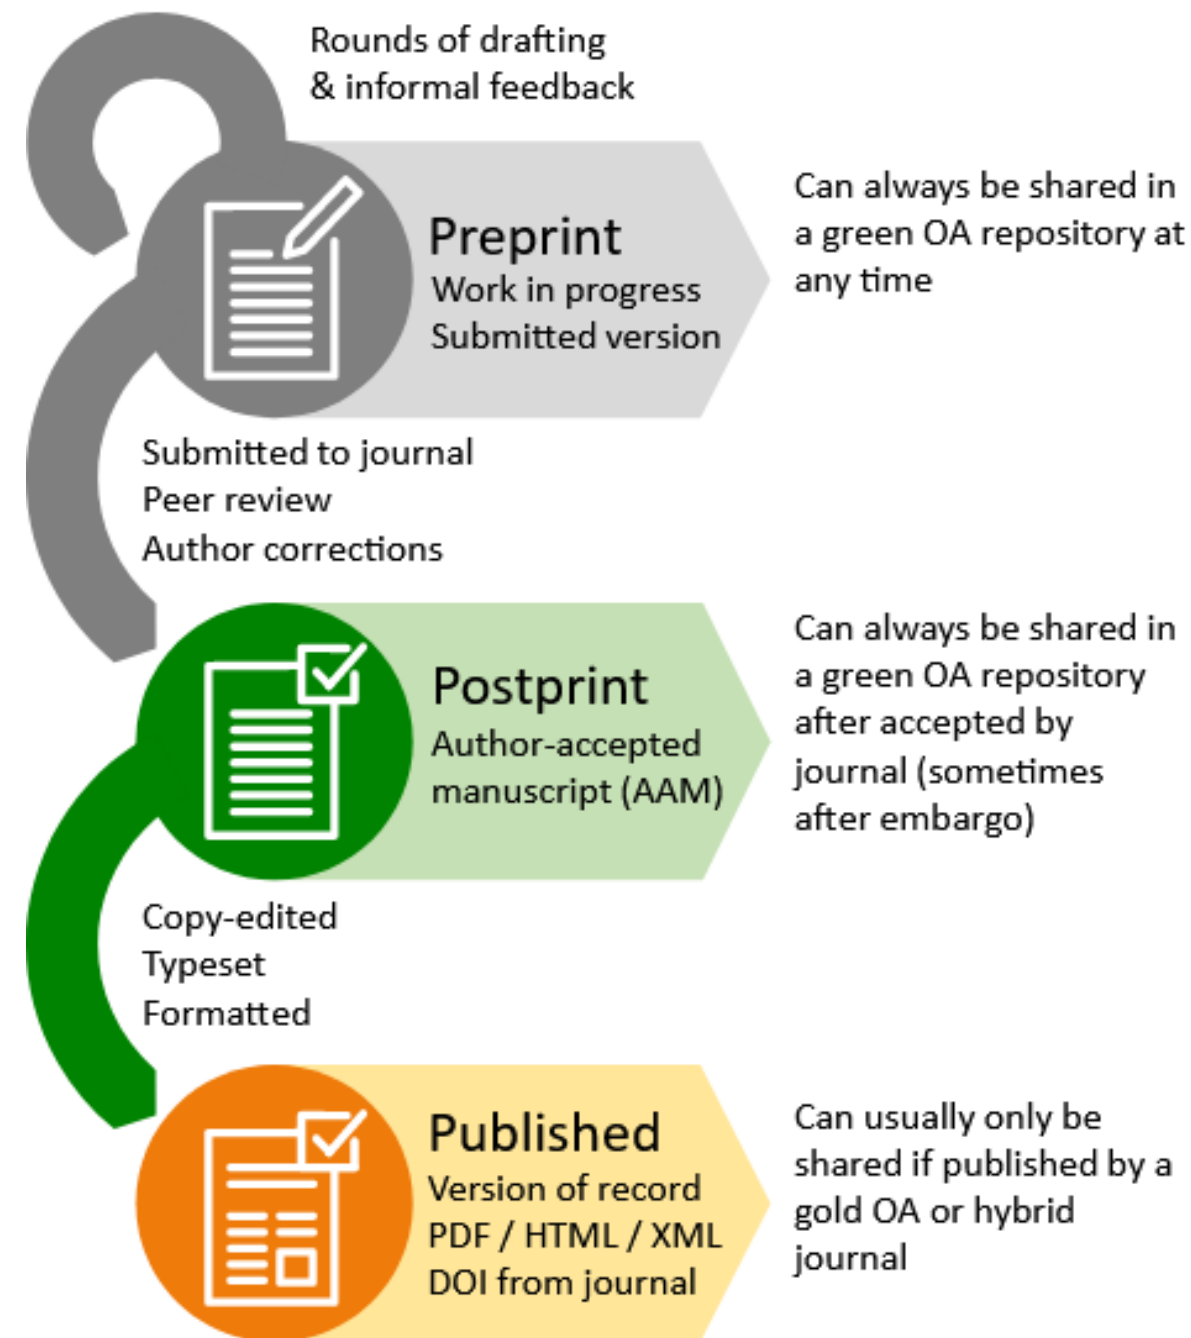 Rounds of drafting
& informal feedback
Preprint
Work in progress
Submitted version
Can always be shared in
a green OA repository at
any time
Submitted to journal
Peer review
Author corrections
Postprint
Author-accepted
manuscript (AAM)
Can always be shared in
a green OA repository
after accepted by
journal (sometimes
after embargo)
Copy-edited
Typeset
Formatted
Published
Version of record
PDF / HTML / XML
DOI from journal
Can usually only be
shared if published by a
gold OA or hybrid
journal